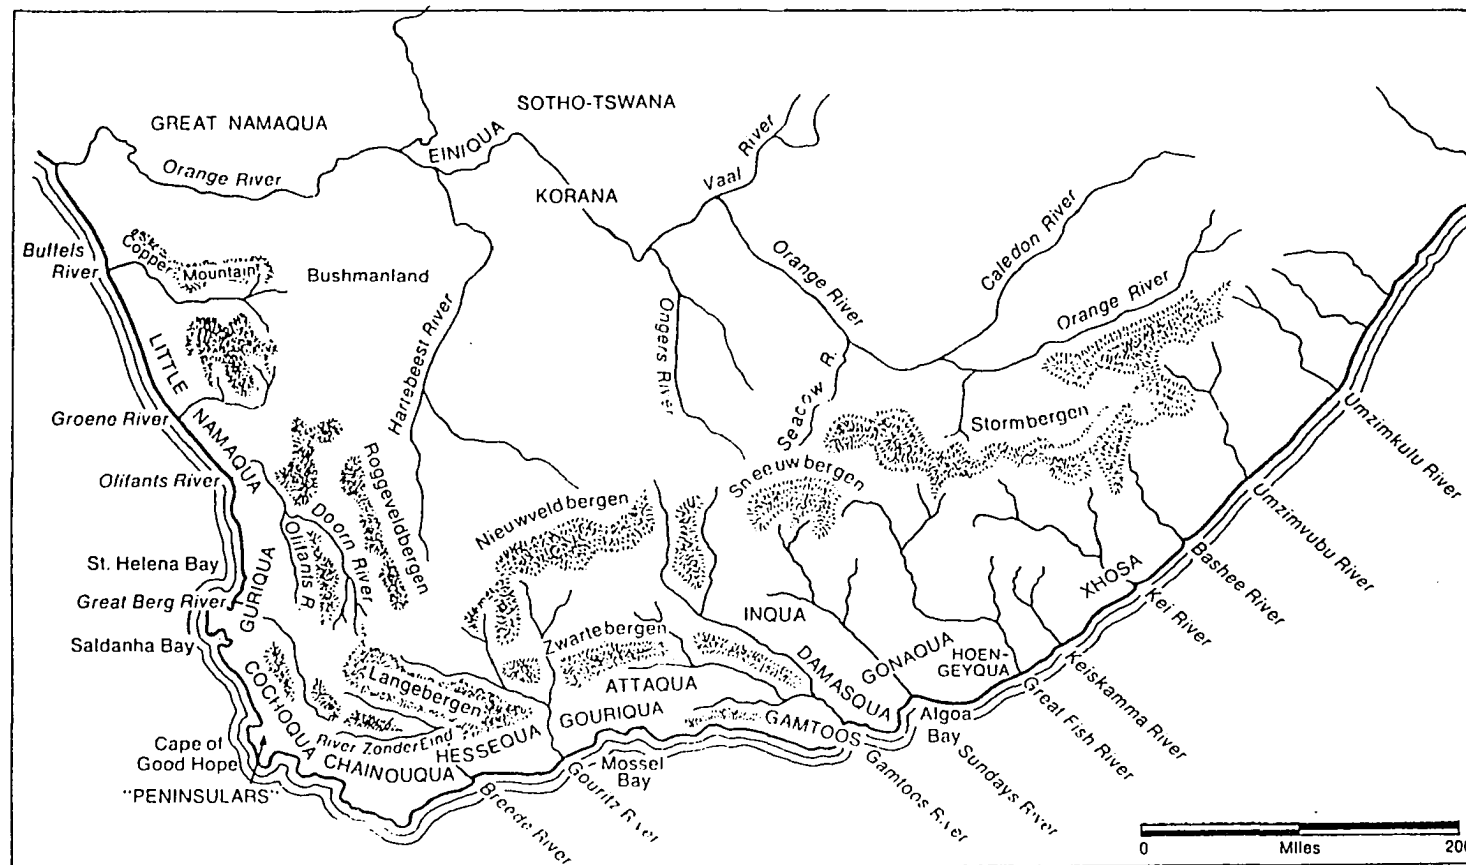 SOTHO-TSWANA
GREAT NAMAQUA
EINIQUA
Vaal River
Orange River
KORANA
Caledon River
Orange River
Orange River
Copper
Mountain
Buffels
River
Bushmanland
Hartebeest River
Ongers River
Seacow R.
LITTLE NAMAQUA
Groene River
Stormbergen
Umzimkulu River
Olifants River
Roggeveldbergen
Sneeuwbergen
Nieuwveldbergen
Doorn River
Olifants R
Umzimvubu River
St. Helena Bay
GURIQUA
Great Berg River
XHOSA
Bashee River
Kei River
INQUA
Saldanha Bay
Zwartebergen
DAMASQUA
GONAQUA
HOEN-
GEYQUA
Keiskamma River
COCHOQUA
Langebergen
ATTAQUA
GOURIQUA
GAMTOOS
Algoa
Bay
Great Fish River
River Zonder Eind
HESSEQUA
CHAINOUQUA
Cape of
Good Hope
"PENINSULARS"
Mossel
Bay
Breede River
Gouritz River
Gamtoos River
Sundays River
0 Miles 200